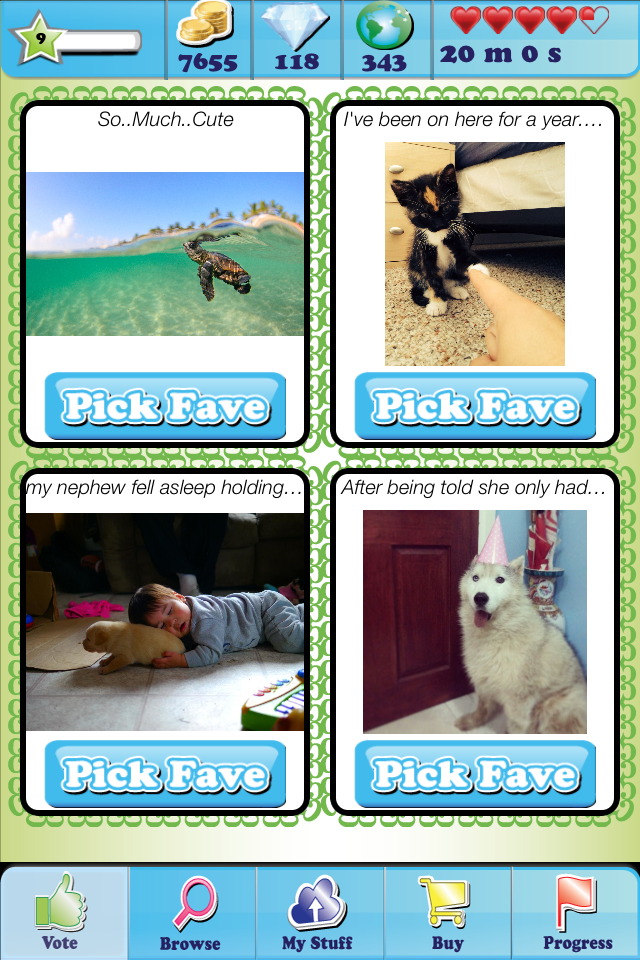 9
7655
118
343
20 m 0 s
So..Much..Cute
I've been on here for a year....
Pick Fave
Pick Fave
my nephew fell asleep holding...
After being told she only had...
Pick Fave
Pick Fave
Vote
Browse
My Stuff
Buy
Progress